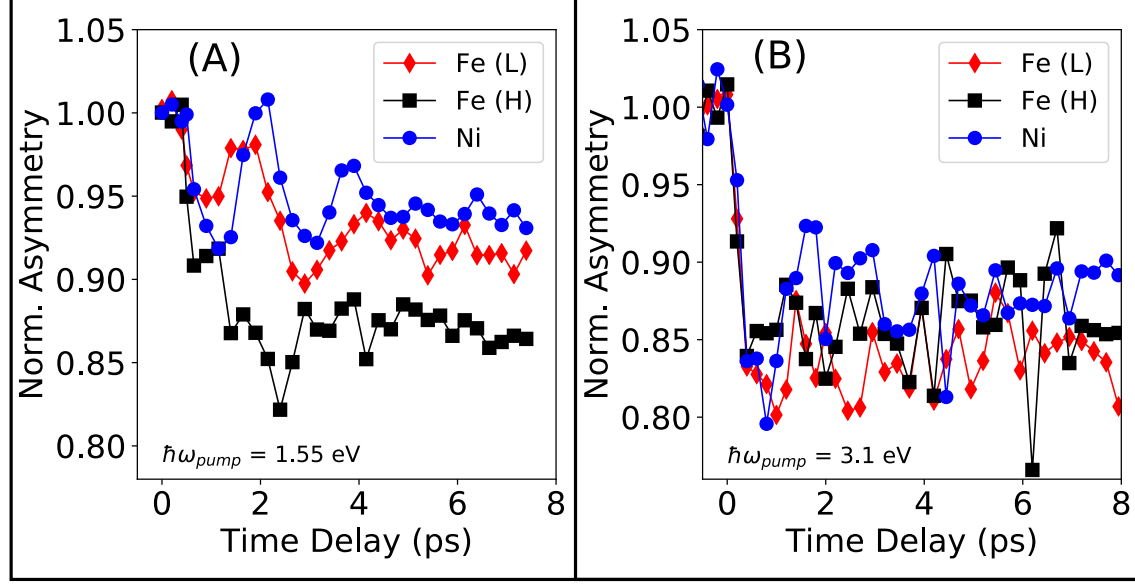 (A)
Fe (L)
Fe (H)
Ni
1.05
1.00
0.95
0.90
0.85
0.80
Norm. Asymmetry
ħω_pump = 1.55 eV
0 2 4 6 8
Time Delay (ps)
(B)
Fe (L)
Fe (H)
Ni
1.05
1.00
0.95
0.90
0.85
0.80
Norm. Asymmetry
ħω_pump = 3.1 eV
0 2 4 6 8
Time Delay (ps)